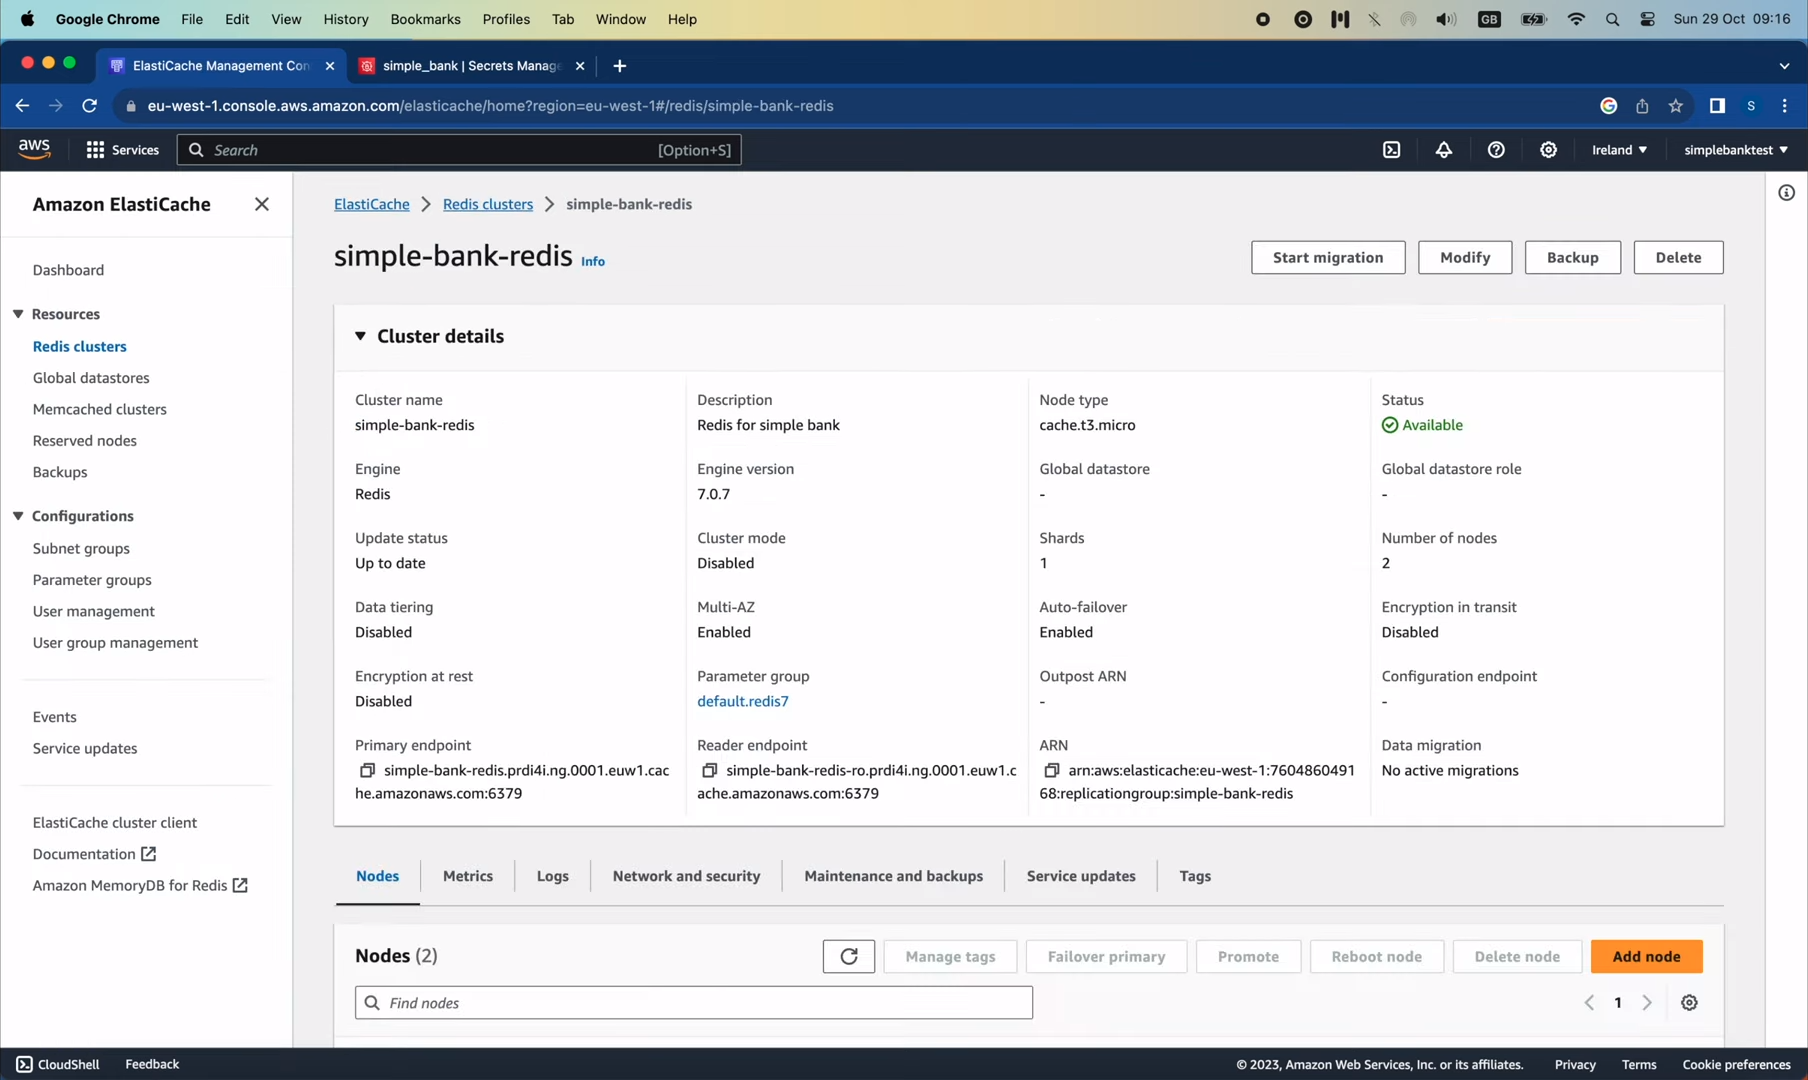 Google Chrome File Edit View History Bookmarks Profiles Tab Window Help GB Sun 29 Oct 09:16
ElastiCache Management Con simple_bank | Secrets Manage
eu-west-1.console.aws.amazon.com/elasticache/home?region=eu-west-1#/redis/simple-bank-redis S
aws Services Search [Option+S] Ireland simplebanktest
Amazon ElastiCache
Dashboard
Resources
Redis clusters
Global datastores
Memcached clusters
Reserved nodes
Backups
Configurations
Subnet groups
Parameter groups
User management
User group management
Events
Service updates
ElastiCache cluster client
Documentation
Amazon MemoryDB for Redis
ElastiCache Redis clusters simple-bank-redis
simple-bank-redis Info Start migration Modify Backup Delete
Cluster details
Cluster name Description Node type Status
simple-bank-redis Redis for simple bank cache.t3.micro Available
Engine Engine version Global datastore Global datastore role
Redis 7.0.7 - -
Update status Cluster mode Shards Number of nodes
Up to date Disabled 1 2
Data tiering Multi-AZ Auto-failover Encryption in transit
Disabled Enabled Enabled Disabled
Encryption at rest Parameter group Outpost ARN Configuration endpoint
Disabled default.redis7 - -
Primary endpoint Reader endpoint ARN Data migration
simple-bank-redis.prdi4i.ng.0001.euw1.cac simple-bank-redis-ro.prdi4i.ng.0001.euw1.c arn:aws:elasticache:eu-west-1:7604860491 No active migrations
he.amazonaws.com:6379 ache.amazonaws.com:6379 68:replicationgroup:simple-bank-redis
Nodes Metrics Logs Network and security Maintenance and backups Service updates Tags
Nodes (2) Manage tags Failover primary Promote Reboot node Delete node Add node
Find nodes 1
CloudShell Feedback © 2023, Amazon Web Services, Inc. or its affiliates. Privacy Terms Cookie preferences